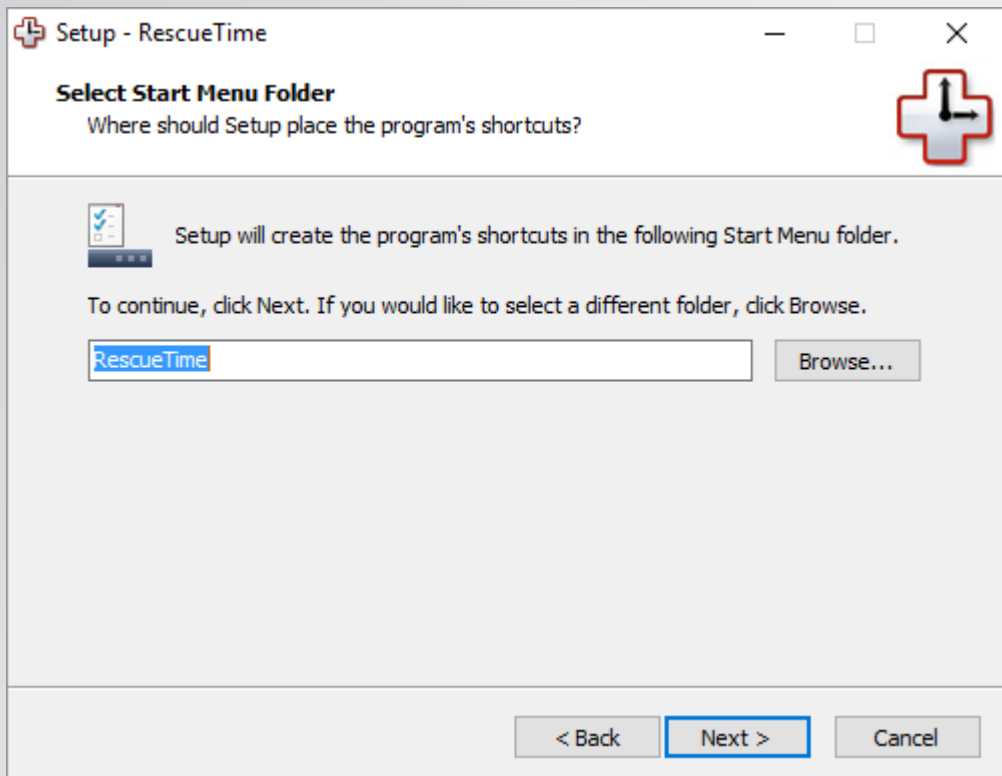 Setup - RescueTime
Select Start Menu Folder
Where should Setup place the program's shortcuts?
Setup will create the program's shortcuts in the following Start Menu folder.
To continue, click Next. If you would like to select a different folder, click Browse.
RescueTime
Browse...
< Back
Next >
Cancel